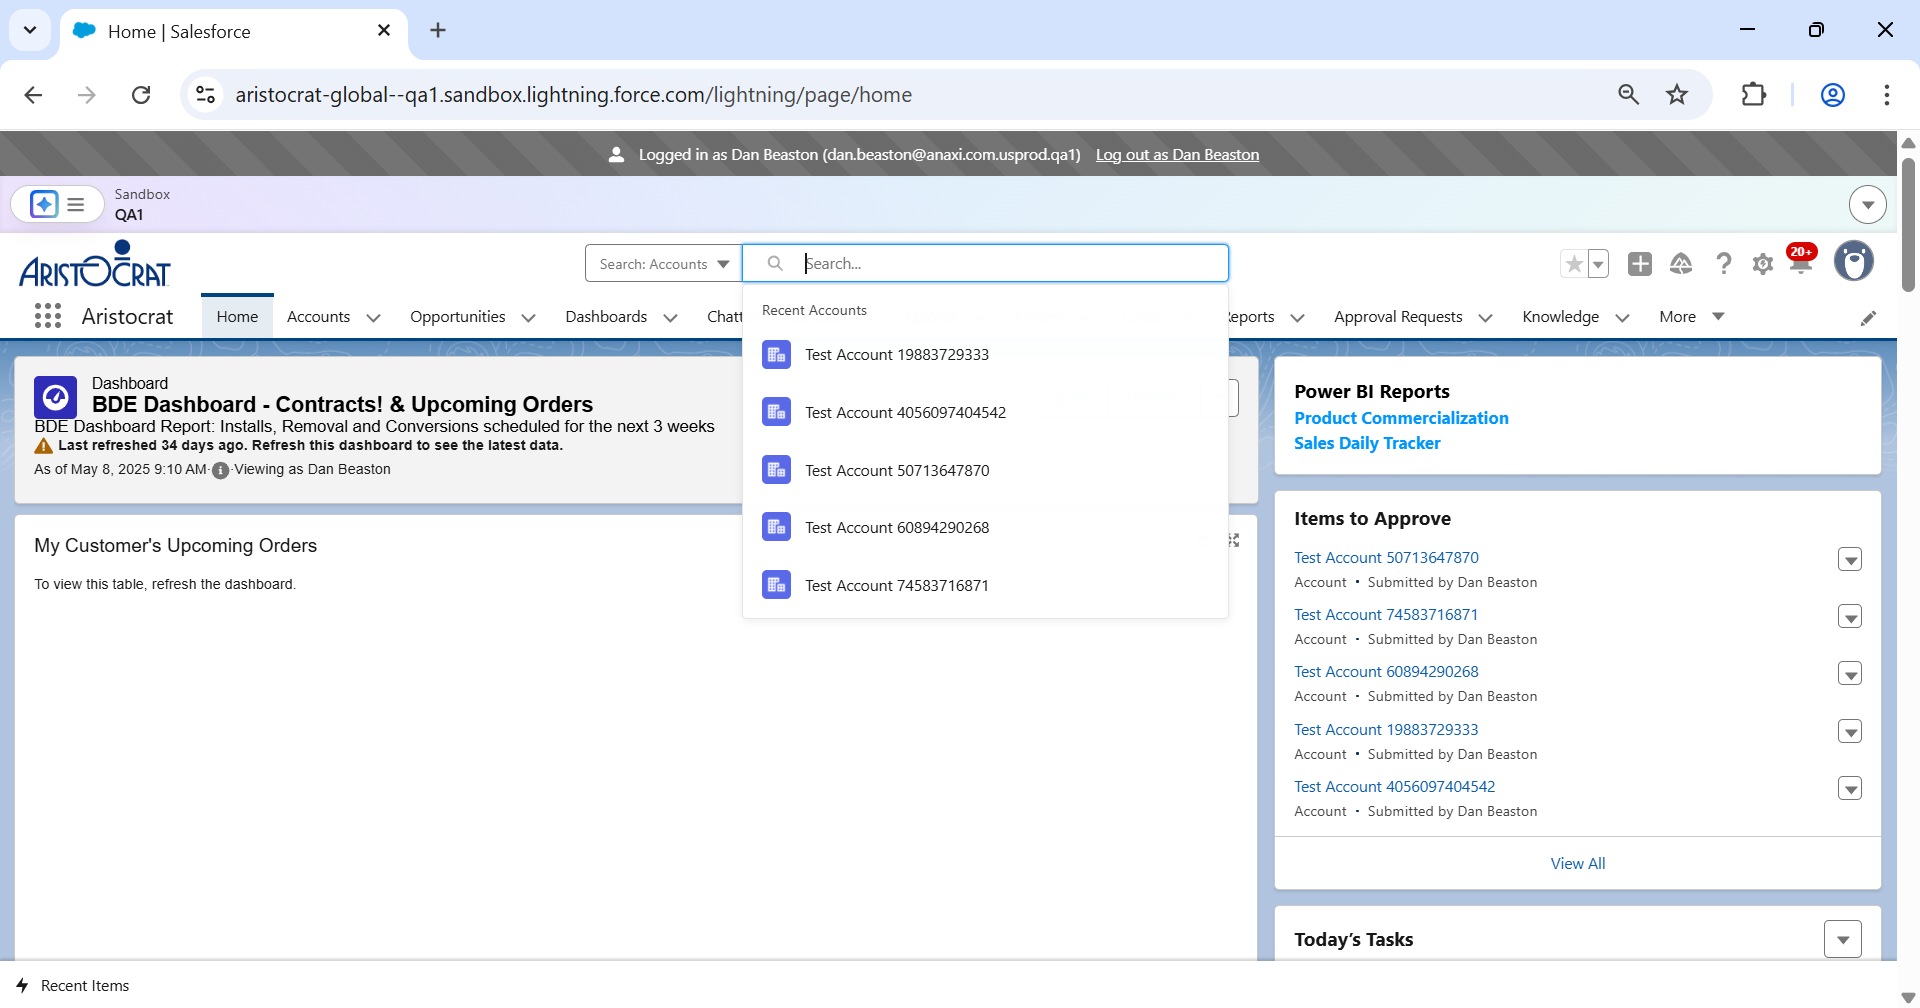 Home | Salesforce
aristocrat-global--qa1.sandbox.lightning.force.com/lightning/page/home
Logged in as Dan Beaston (dan.beaston@anaxi.com.usprod.qa1) Log out as Dan Beaston
Sandbox
QA1
ARISTOCRAT
Search: Accounts
Search...
20+
Aristocrat
Home
Accounts
Opportunities
Dashboards
Chatt
eports
Approval Requests
Knowledge
More
Recent Accounts
Test Account 19883729333
Test Account 4056097404542
Test Account 50713647870
Test Account 60894290268
Test Account 74583716871
Dashboard
BDE Dashboard - Contracts! & Upcoming Orders
BDE Dashboard Report: Installs, Removal and Conversions scheduled for the next 3 weeks
Last refreshed 34 days ago. Refresh this dashboard to see the latest data.
As of May 8, 2025 9:10 AM·Viewing as Dan Beaston
My Customer's Upcoming Orders
To view this table, refresh the dashboard.
Power BI Reports
Product Commercialization
Sales Daily Tracker
Items to Approve
Test Account 50713647870
Account • Submitted by Dan Beaston
Test Account 74583716871
Account • Submitted by Dan Beaston
Test Account 60894290268
Account • Submitted by Dan Beaston
Test Account 19883729333
Account • Submitted by Dan Beaston
Test Account 4056097404542
Account • Submitted by Dan Beaston
View All
Today's Tasks
Recent Items